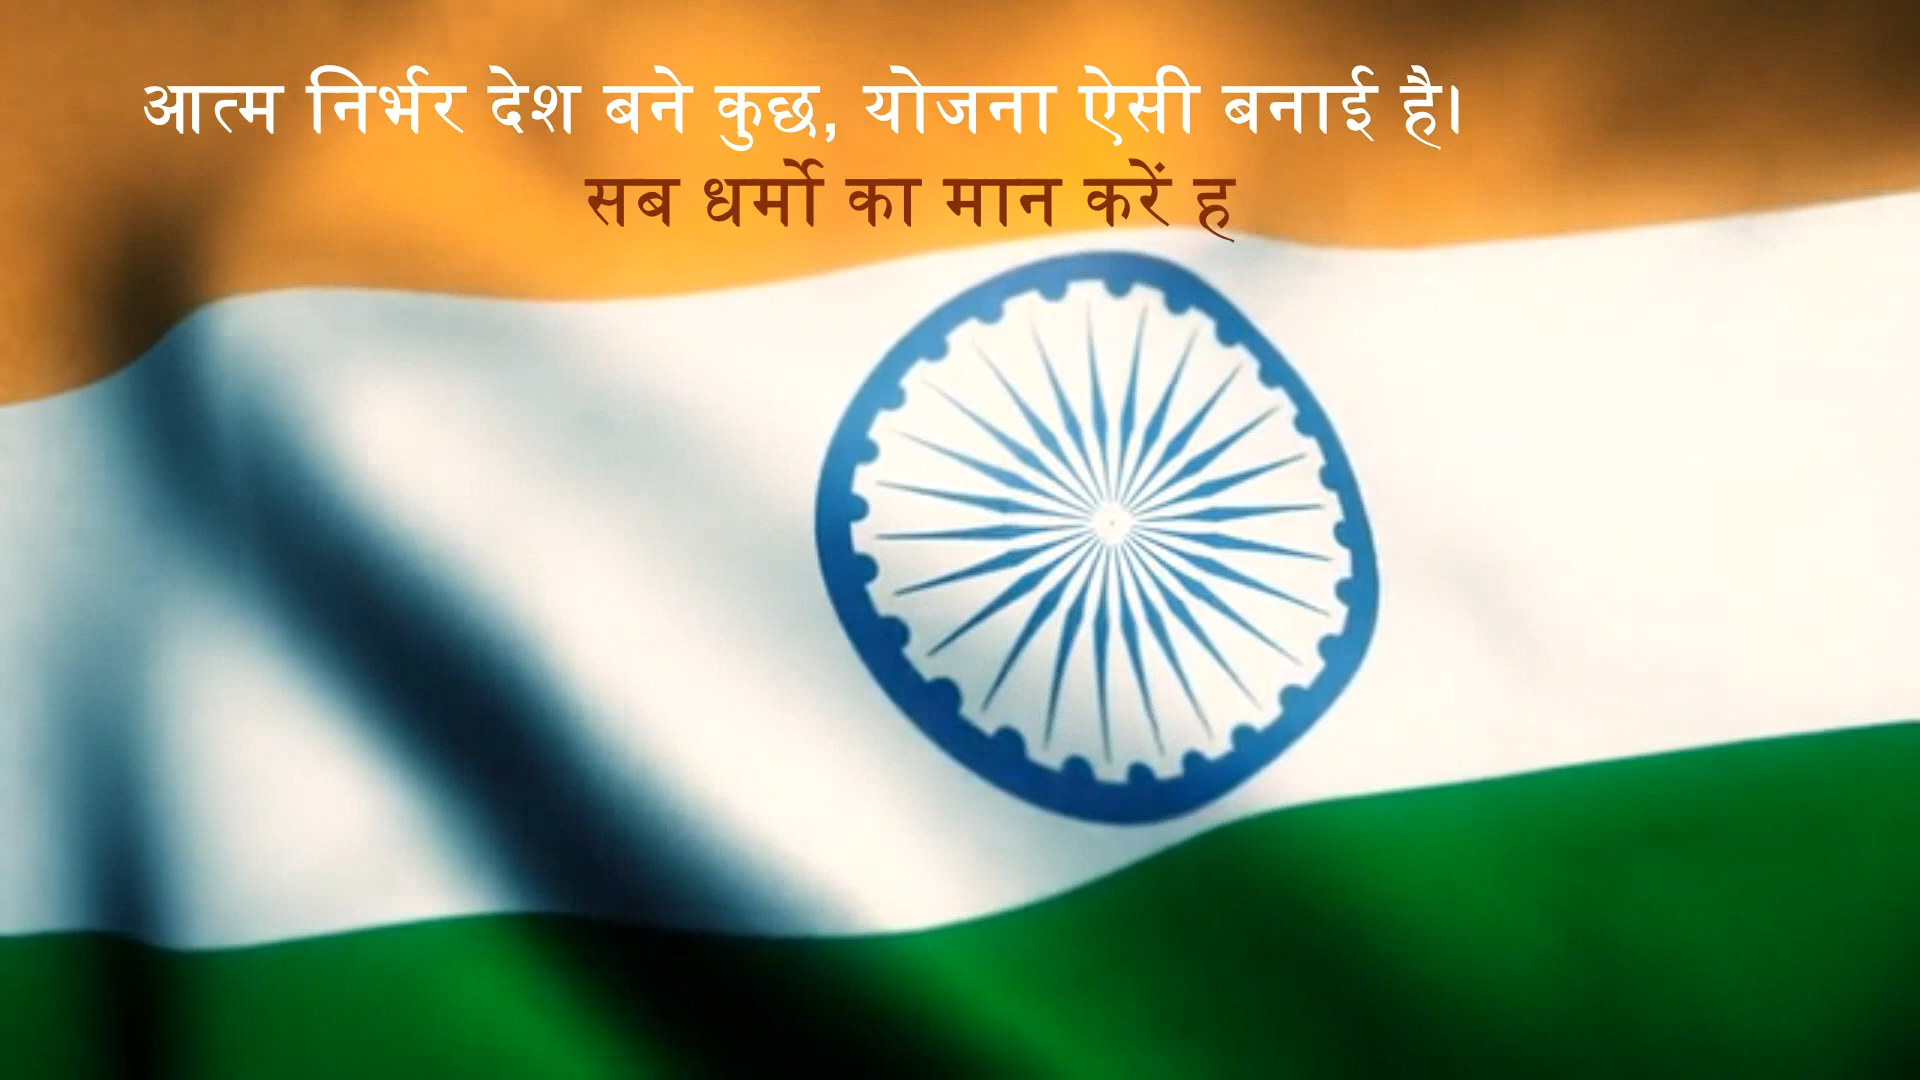 आत्म निर्भर देश बने कुछ, योजना ऐसी बनाई है।
सब धर्मो का मान करें ह